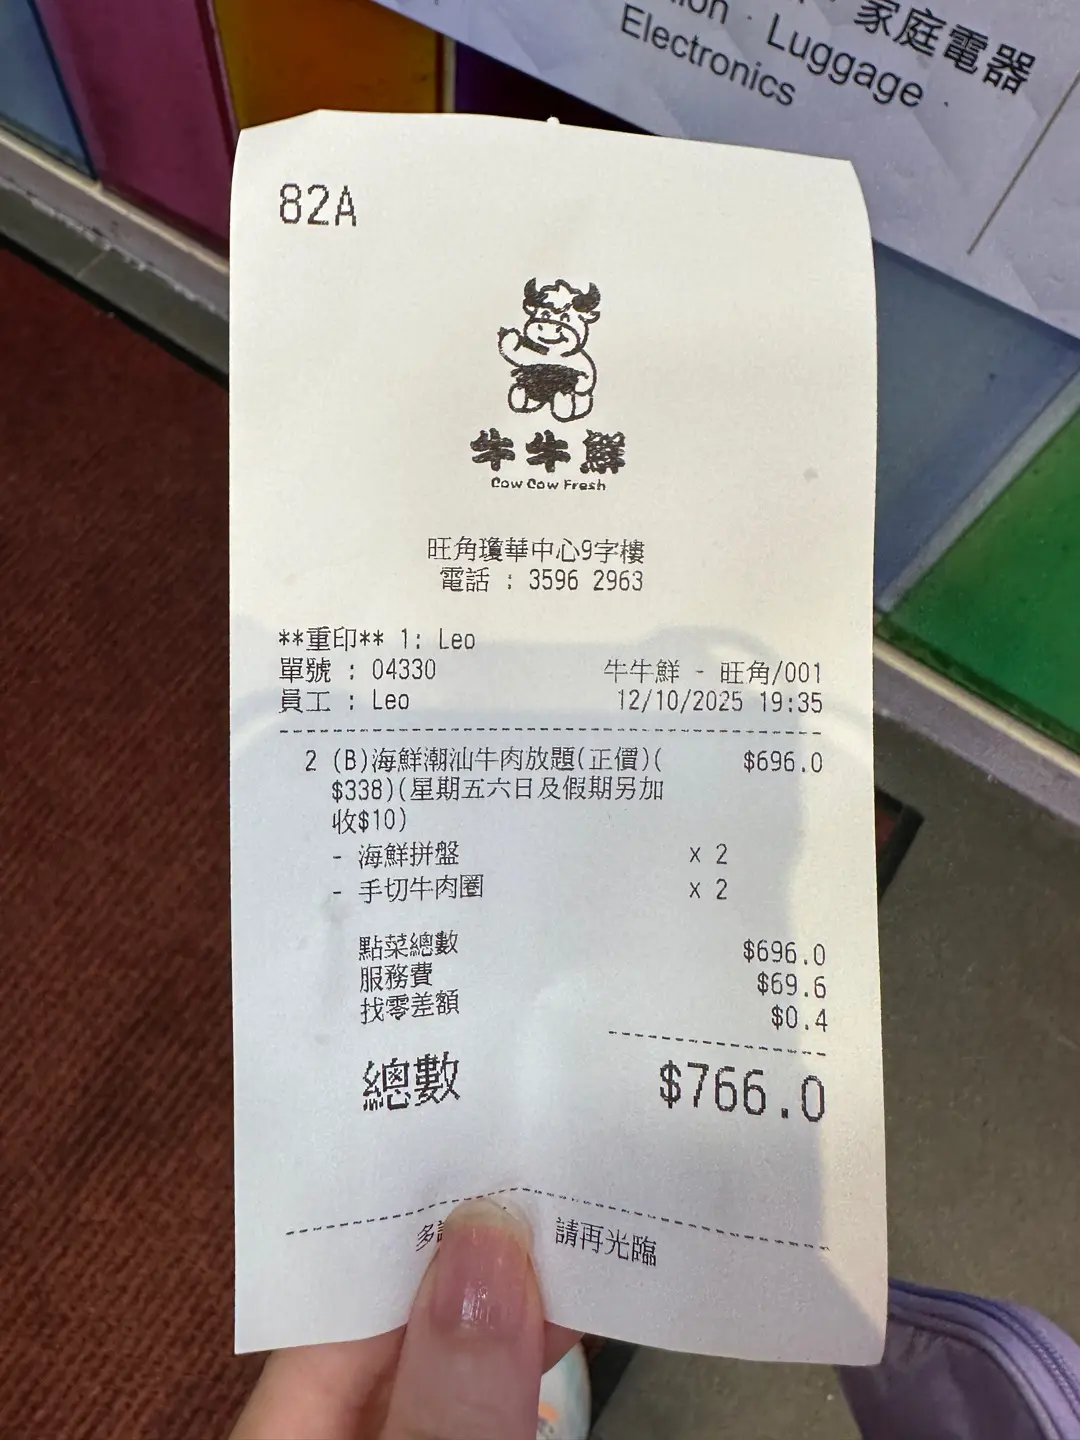 家庭電器
Luggage ·
Electronics
82A
牛牛鮮
Cow Cow Fresh
旺角瓊華中心9字樓
電話 : 3596 2963
**重印** 1: Leo
單號 : 04330 牛牛鮮 - 旺角/001
員工 : Leo 12/10/2025 19:35
2 (B)海鮮潮汕牛肉放題(正價)( $696.0
$338)(星期五六日及假期另加
收$10)
- 海鮮拼盤 x 2
- 手切牛肉圈 x 2
點菜總數 $696.0
服務費 $69.6
找零差額 $0.4
總數 $766.0
多 請再光臨